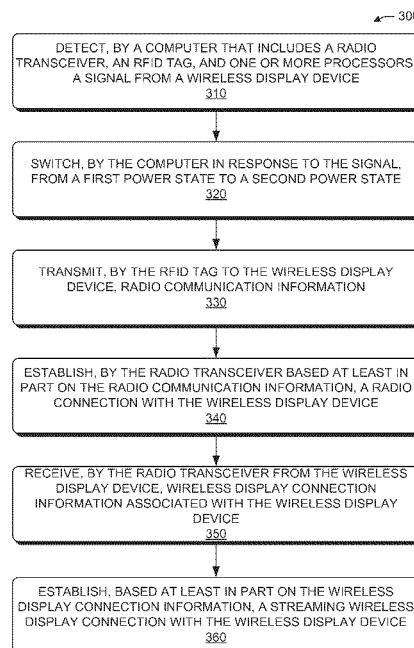 300
DETECT, BY A COMPUTER THAT INCLUDES A RADIO
TRANSCEIVER, AN RFID TAG, AND ONE OR MORE PROCESSORS
A SIGNAL FROM A WIRELESS DISPLAY DEVICE
310
SWITCH, BY THE COMPUTER IN RESPONSE TO THE SIGNAL,
FROM A FIRST POWER STATE TO A SECOND POWER STATE
320
TRANSMIT, BY THE RFID TAG TO THE WIRELESS DISPLAY
DEVICE, RADIO COMMUNICATION INFORMATION
330
ESTABLISH, BY THE RADIO TRANSCEIVER BASED AT LEAST IN
PART ON THE RADIO COMMUNICATION INFORMATION, A RADIO
CONNECTION WITH THE WIRELESS DISPLAY DEVICE
340
RECEIVE, BY THE RADIO TRANSCEIVER FROM THE WIRELESS
DISPLAY DEVICE, WIRELESS DISPLAY CONNECTION
INFORMATION ASSOCIATED WITH THE WIRELESS DISPLAY
DEVICE
350
ESTABLISH, BASED AT LEAST IN PART ON THE WIRELESS
DISPLAY CONNECTION INFORMATION, A STREAMING WIRELESS
DISPLAY CONNECTION WITH THE WIRELESS DISPLAY DEVICE
360